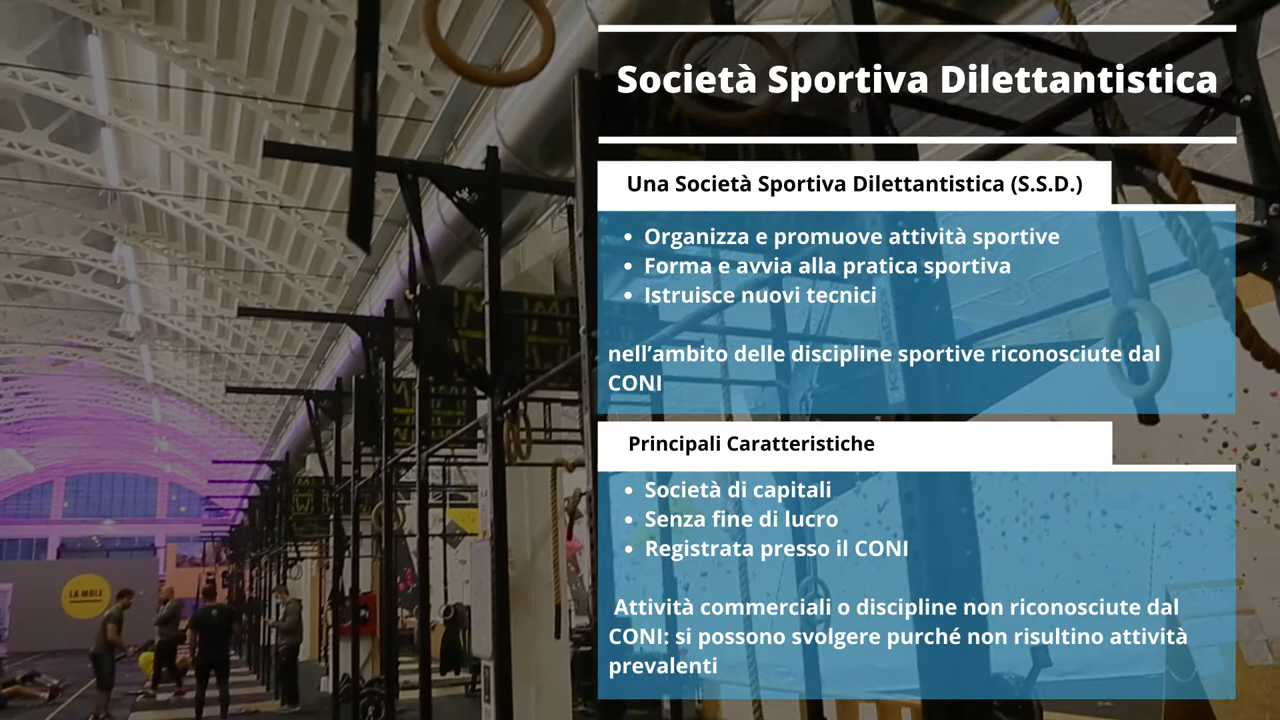 Società Sportiva Dilettantistica
Una Società Sportiva Dilettantistica (S.S.D.)
• Organizza e promuove attività sportive
• Forma e avvia alla pratica sportiva
• Istruisce nuovi tecnici
nell’ambito delle discipline sportive riconosciute dal
CONI
Principali Caratteristiche
• Società di capitali
• Senza fine di lucro
• Registrata presso il CONI
Attività commerciali o discipline non riconosciute dal
CONI: si possono svolgere purché non risultino attività
prevalenti
LA MOLE